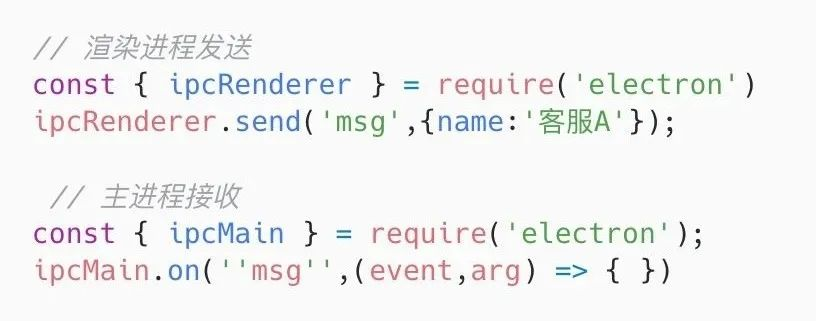 // 渲染进程发送
const { ipcRenderer } = require('electron')
ipcRenderer.send('msg',{name:'客服A'});
// 主进程接收
const { ipcMain } = require('electron');
ipcMain.on(''msg'',(event,arg) => { })